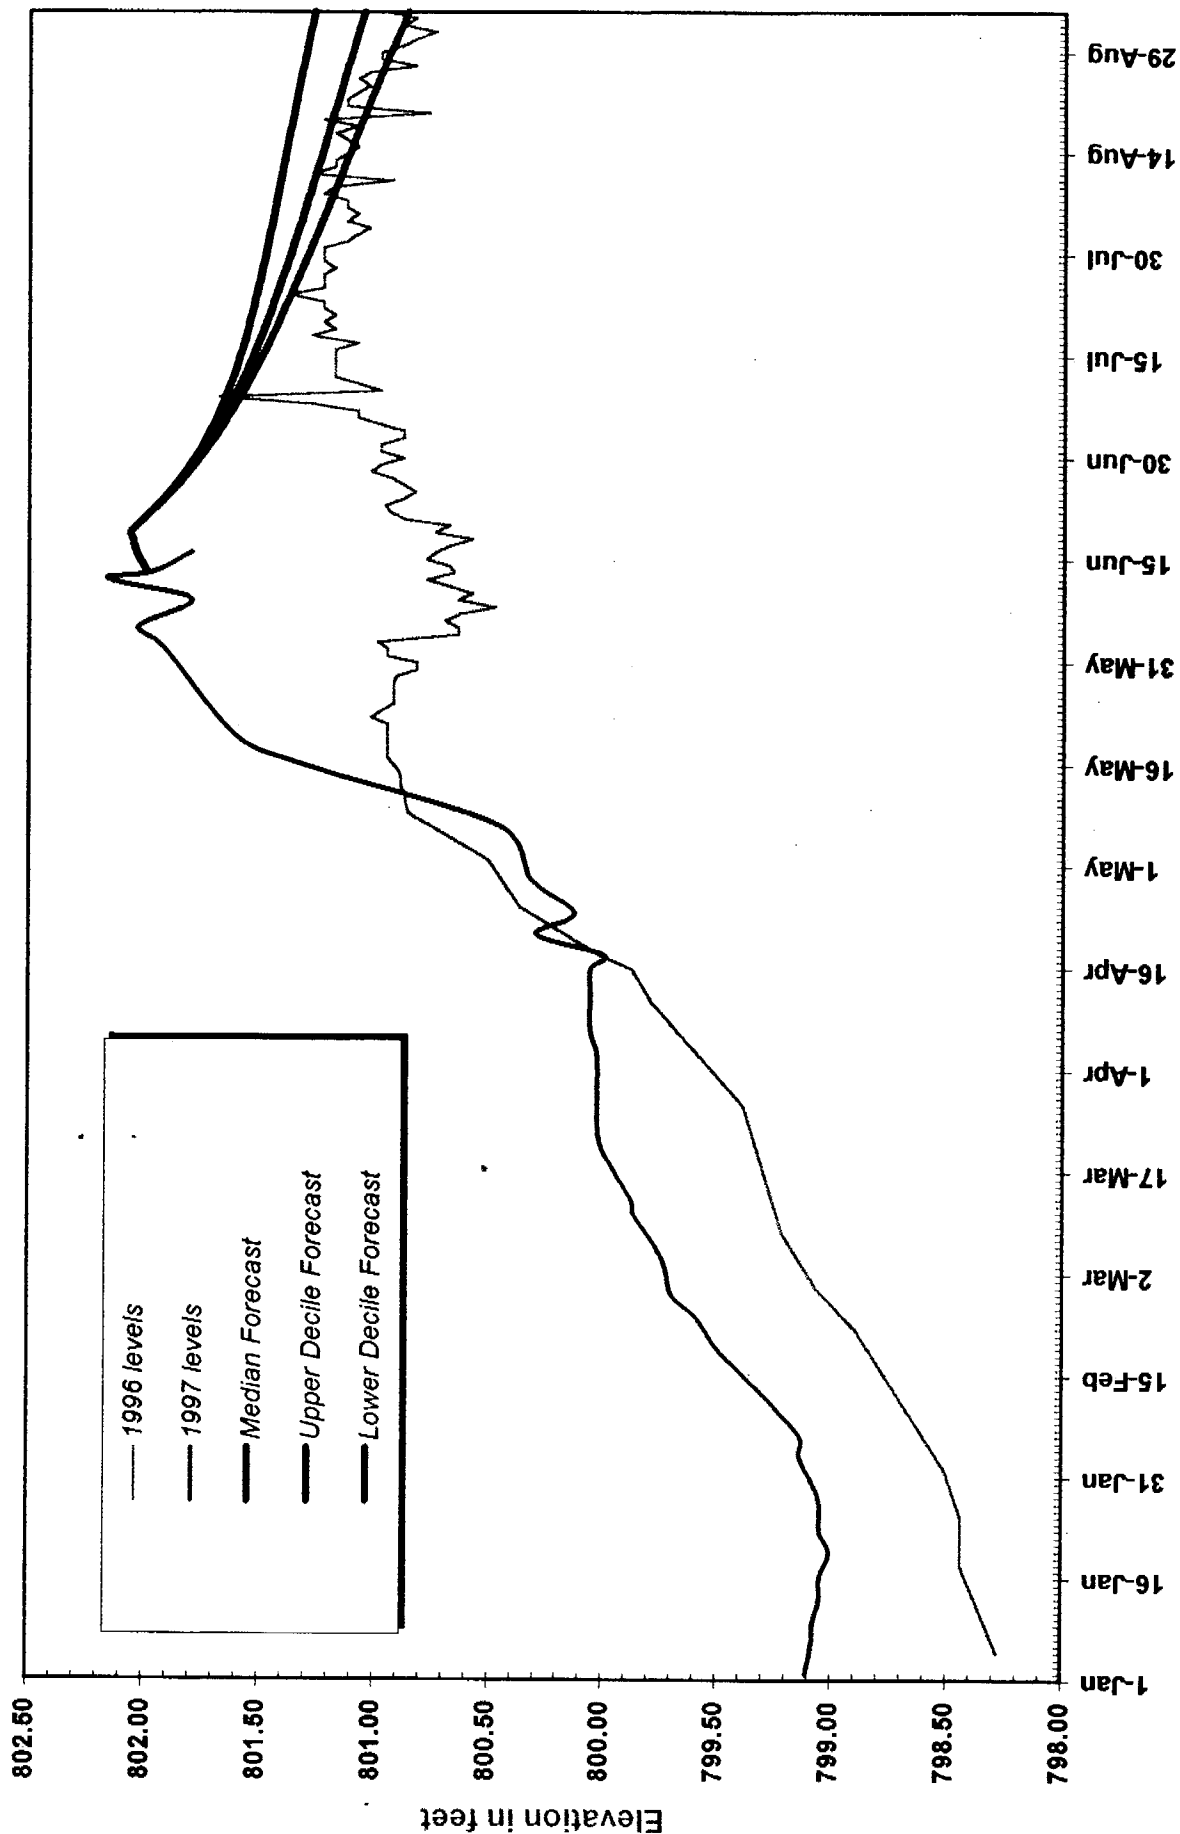 802.50
802.00
801.50
801.00
800.50
800.00
799.50
799.00
798.50
798.00
Elevation in feet
1996 levels
1997 levels
Median Forecast
Upper Decile Forecast
Lower Decile Forecast
1-Jan
16-Jan
31-Jan
15-Feb
2-Mar
17-Mar
1-Apr
16-Apr
1-May
16-May
31-May
15-Jun
30-Jun
15-Jul
30-Jul
14-Aug
29-Aug